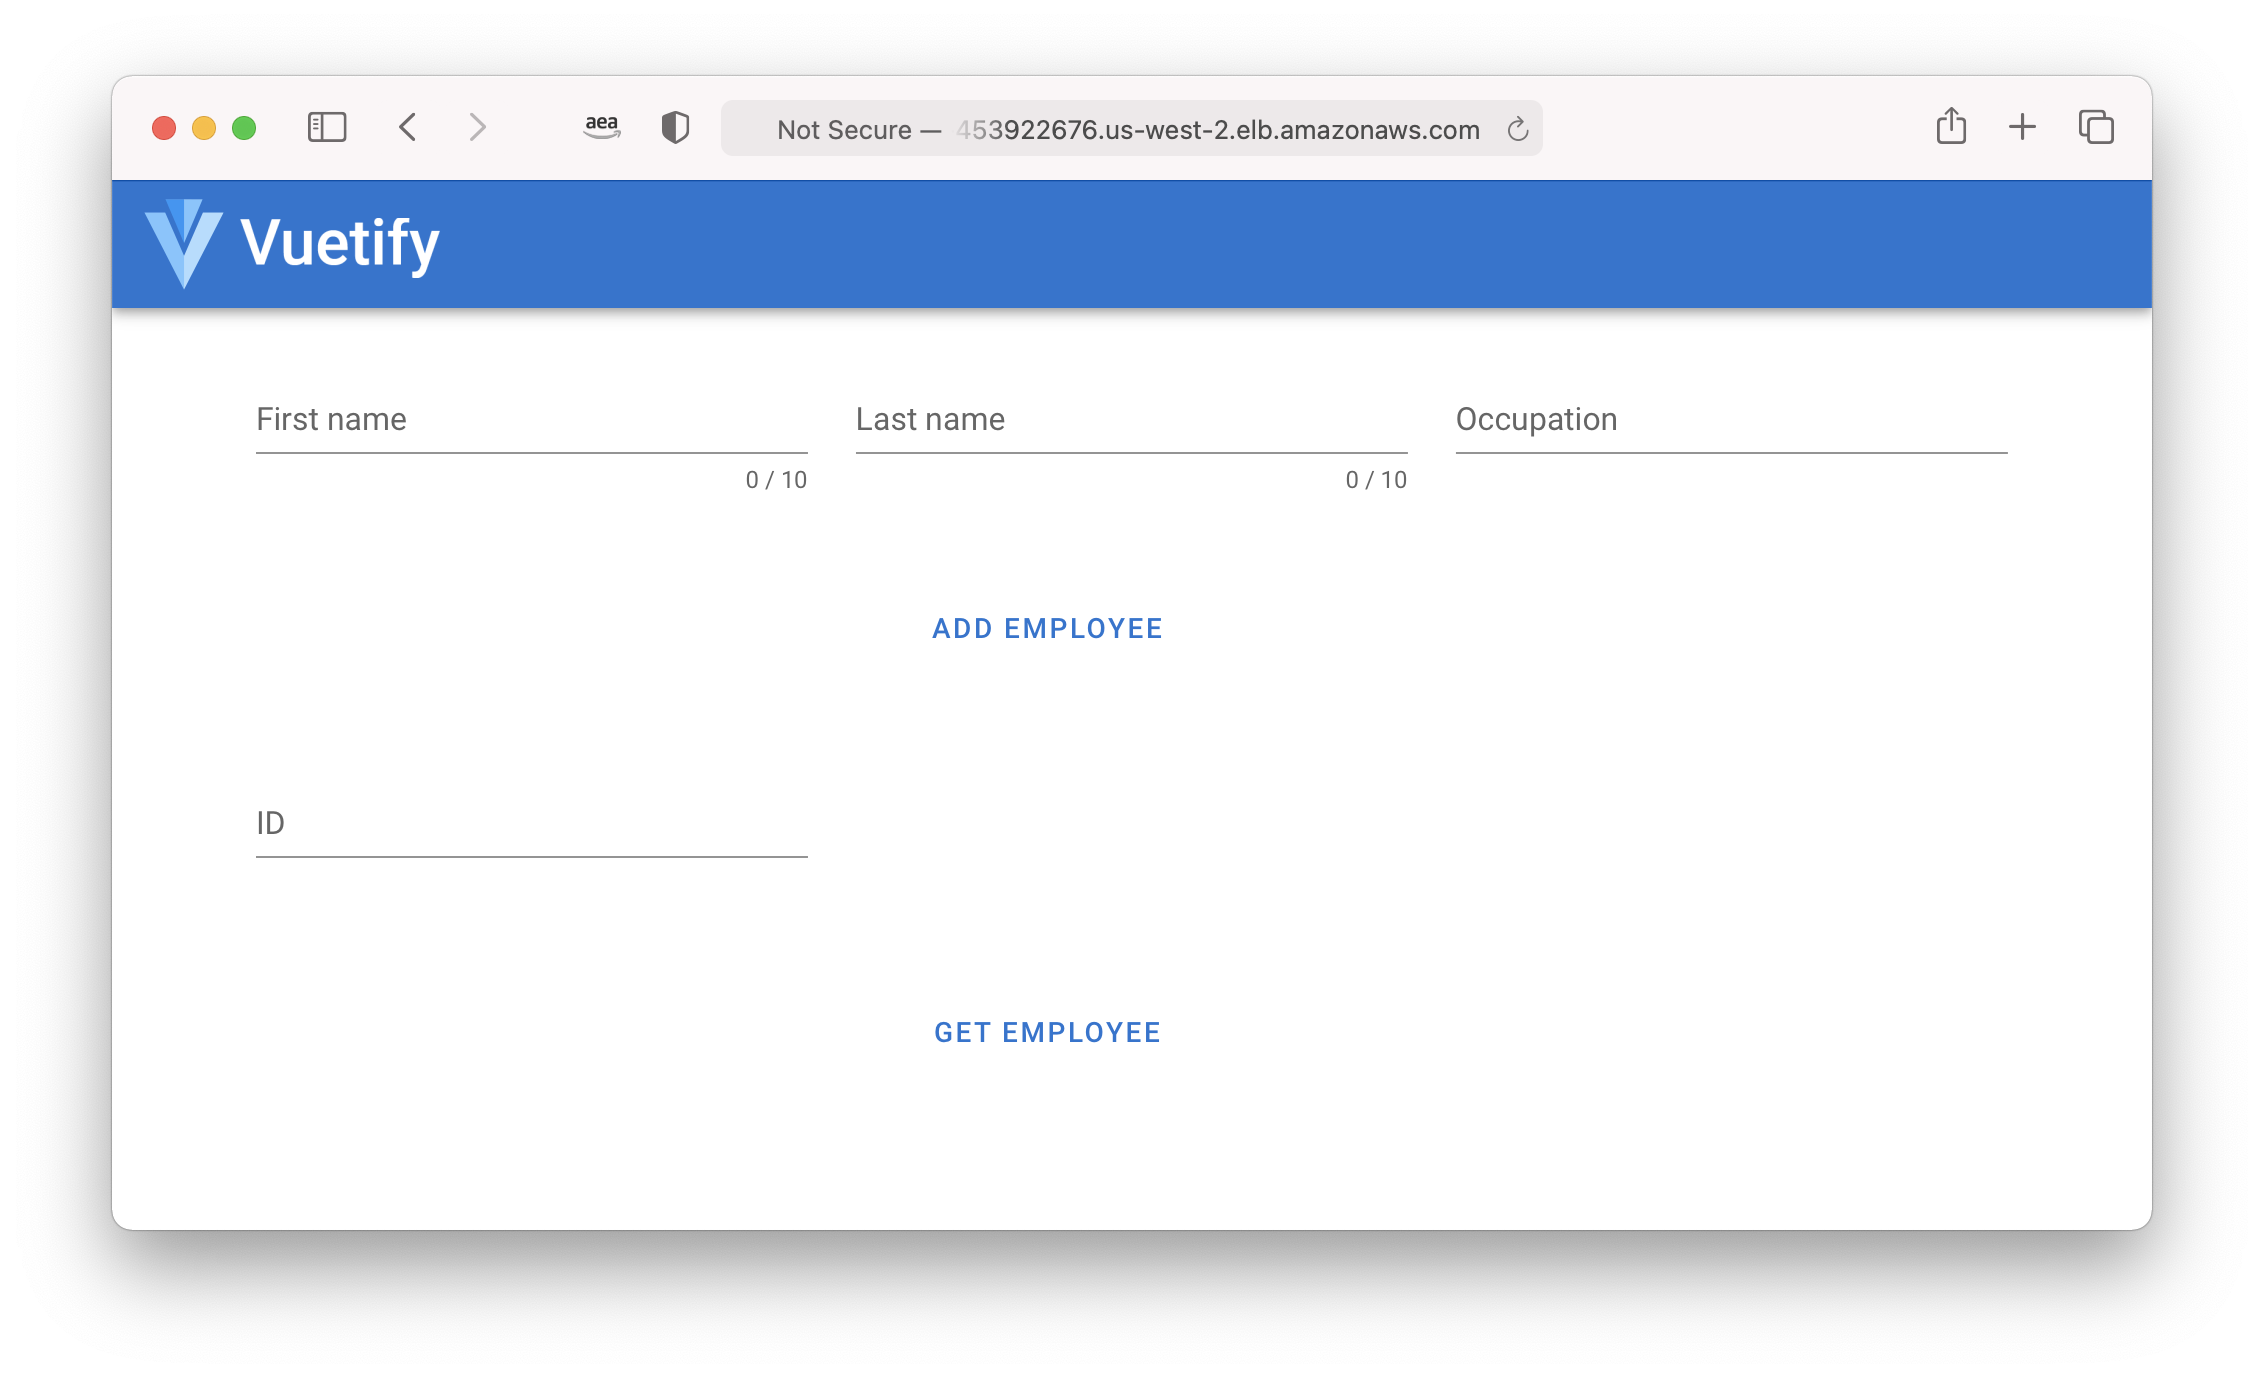 aea
Not Secure — 453922676.us-west-2.elb.amazonaws.com
Vuetify
First name
Last name
Occupation
0 / 10
0 / 10
ADD EMPLOYEE
ID
GET EMPLOYEE